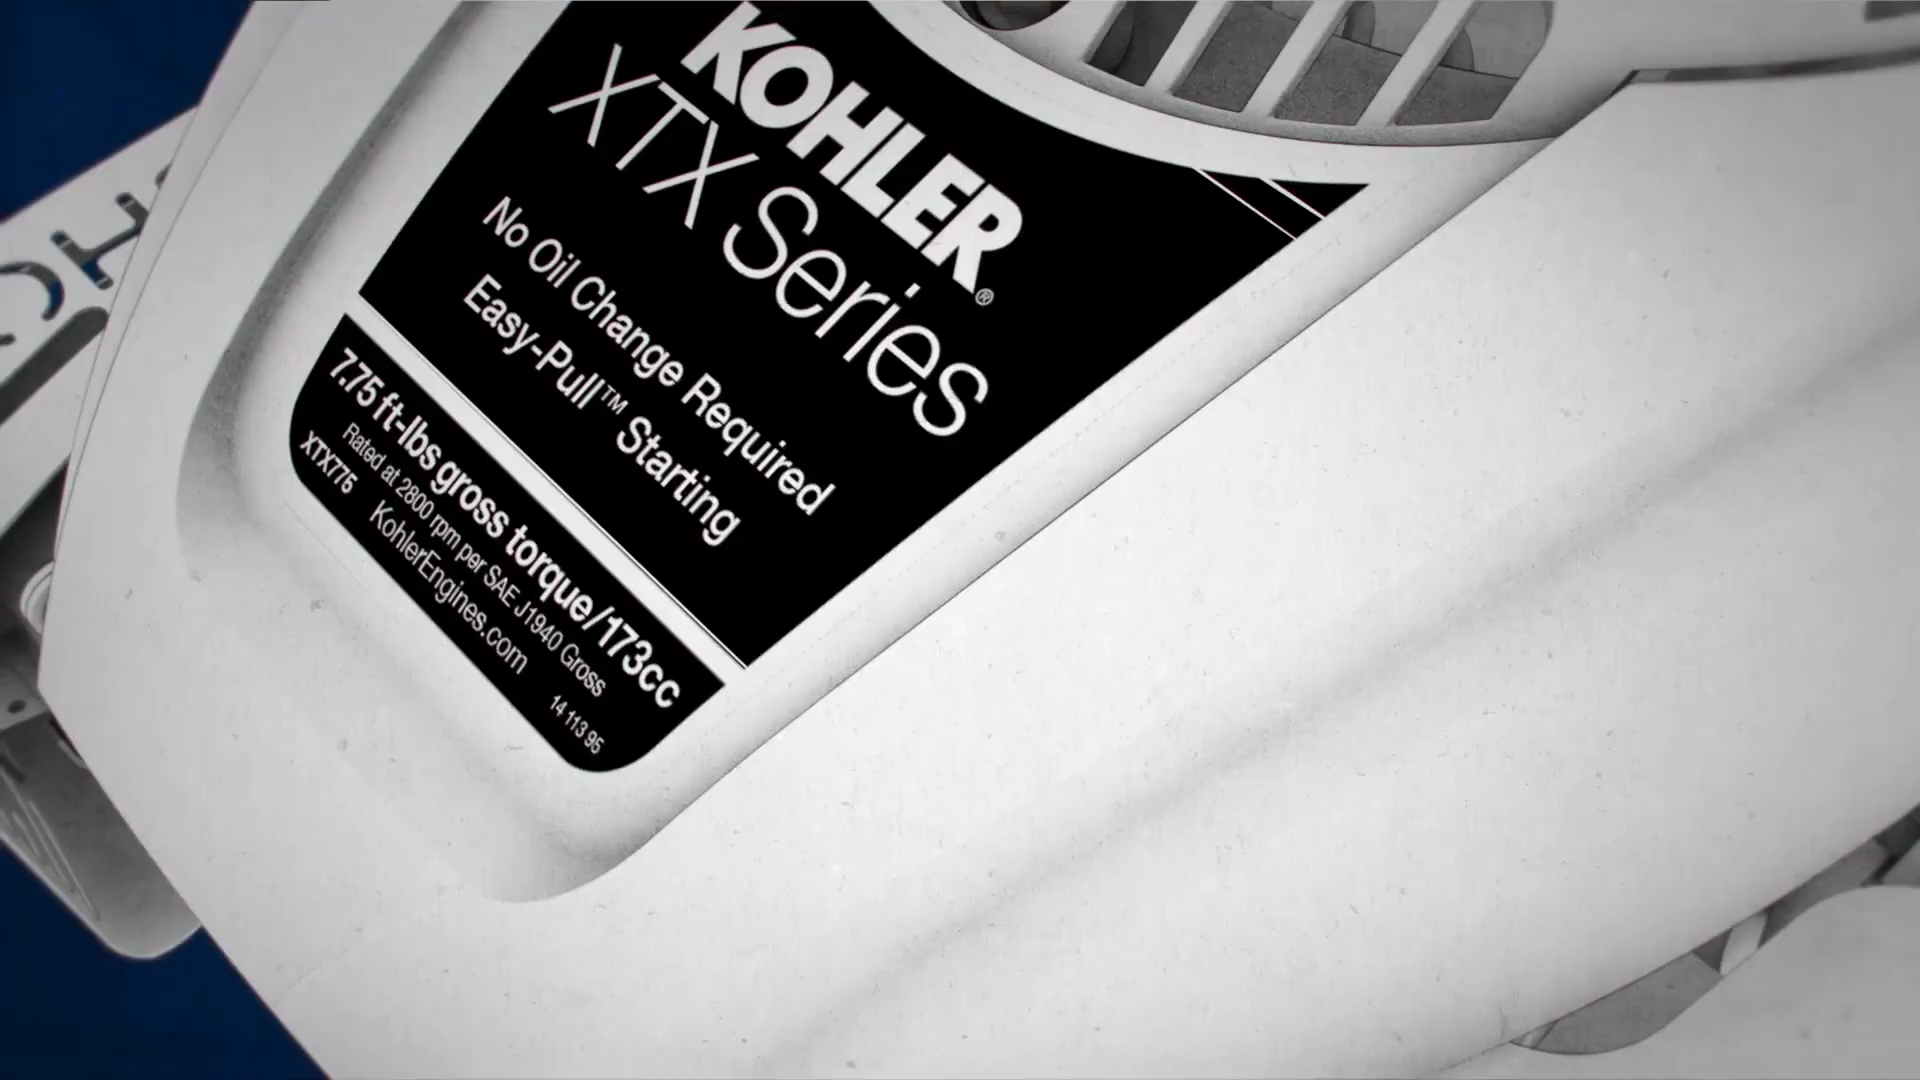 KOHLER®
XTX Series
No Oil Change Required
Easy-Pull™ Starting
7.75 ft-lbs gross torque/173cc
Rated at 2800 rpm per SAE J1940 Gross
XTX775 KohlerEngines.com
14 113 95